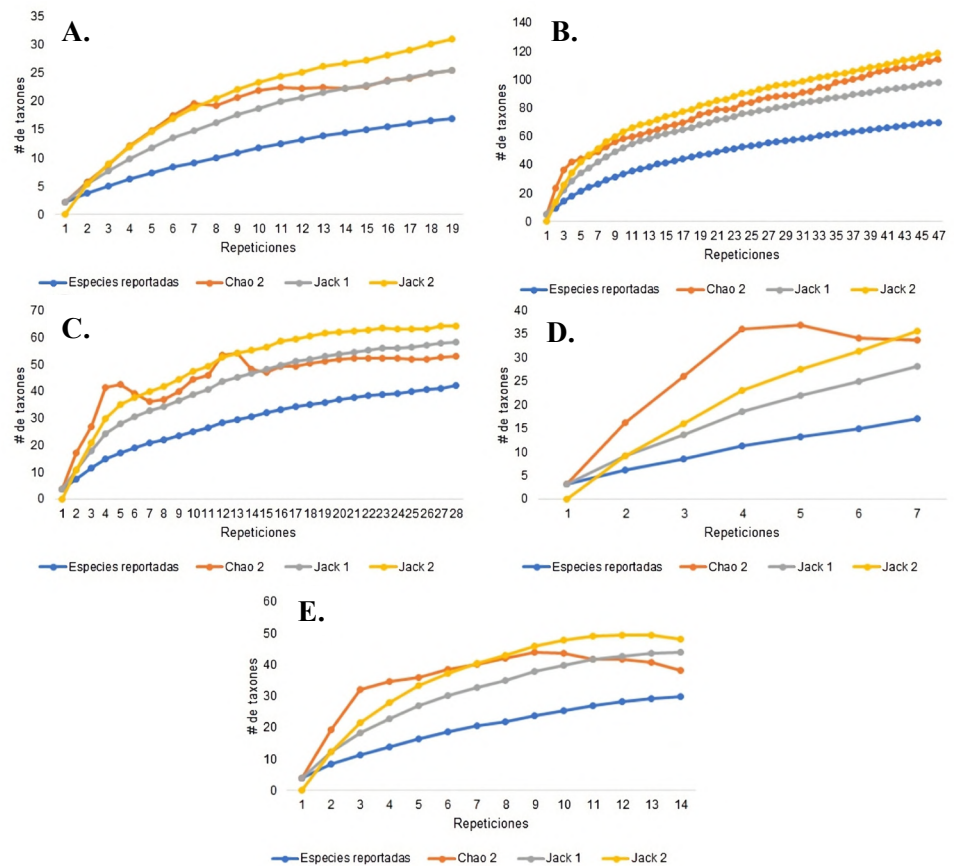 A.
# de taxones
35
30
25
20
15
10
5
0
1 2 3 4 5 6 7 8 9 10 11 12 13 14 15 16 17 18 19
Repeticiones
Especies reportadas Chao 2 Jack 1 Jack 2
B.
# de taxones
140
120
100
80
60
40
20
0
1 3 5 7 9 11 13 15 17 19 21 23 25 27 29 31 33 35 37 39 41 43 45 47
Repeticiones
Especies reportadas Chao 2 Jack 1 Jack 2
C.
# de taxones
70
60
50
40
30
20
10
0
1 2 3 4 5 6 7 8 9 10 11 12 13 14 15 16 17 18 19 20 21 22 23 24 25 26 27 28
Repeticiones
Especies reportadas Chao 2 Jack 1 Jack 2
D.
# de taxones
40
35
30
25
20
15
10
5
0
1 2 3 4 5 6 7
Repeticiones
Especies reportadas Chao 2 Jack 1 Jack 2
E.
# de taxones
60
50
40
30
20
10
0
1 2 3 4 5 6 7 8 9 10 11 12 13 14
Repeticiones
Especies reportadas Chao 2 Jack 1 Jack 2